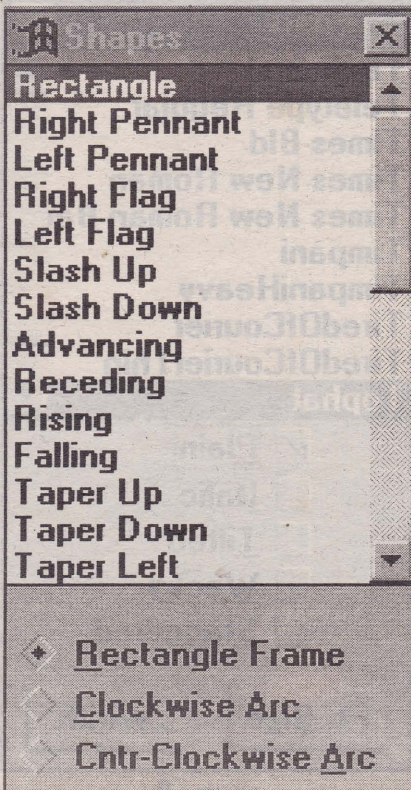 Shapes
Rectangle
Right Pennant
Left Pennant
Right Flag
Left Flag
Slash Up
Slash Down
Advancing
Receding
Rising
Falling
Taper Up
Taper Down
Taper Left
Rectangle Frame
Clockwise Arc
Cntr-Clockwise Arc